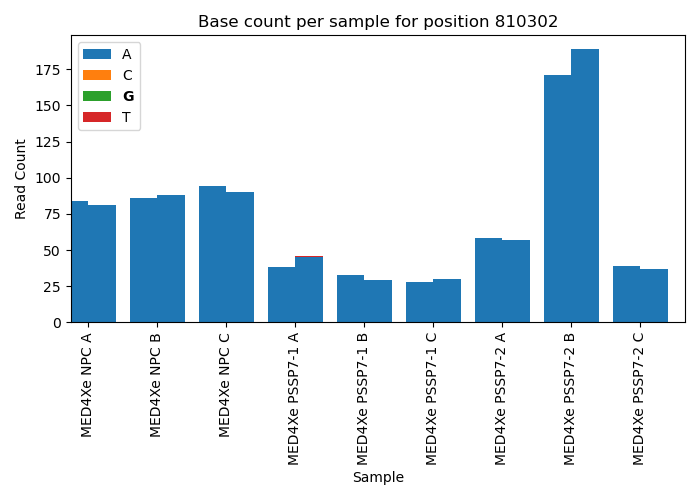 Base count per sample for position 810302
A
C
G
T
Read Count
175
150
125
100
75
50
25
0
MED4Xe NPC A
MED4Xe NPC B
MED4Xe NPC C
MED4Xe PSSP7-1 A
MED4Xe PSSP7-1 B
MED4Xe PSSP7-1 C
MED4Xe PSSP7-2 A
MED4Xe PSSP7-2 B
MED4Xe PSSP7-2 C
Sample